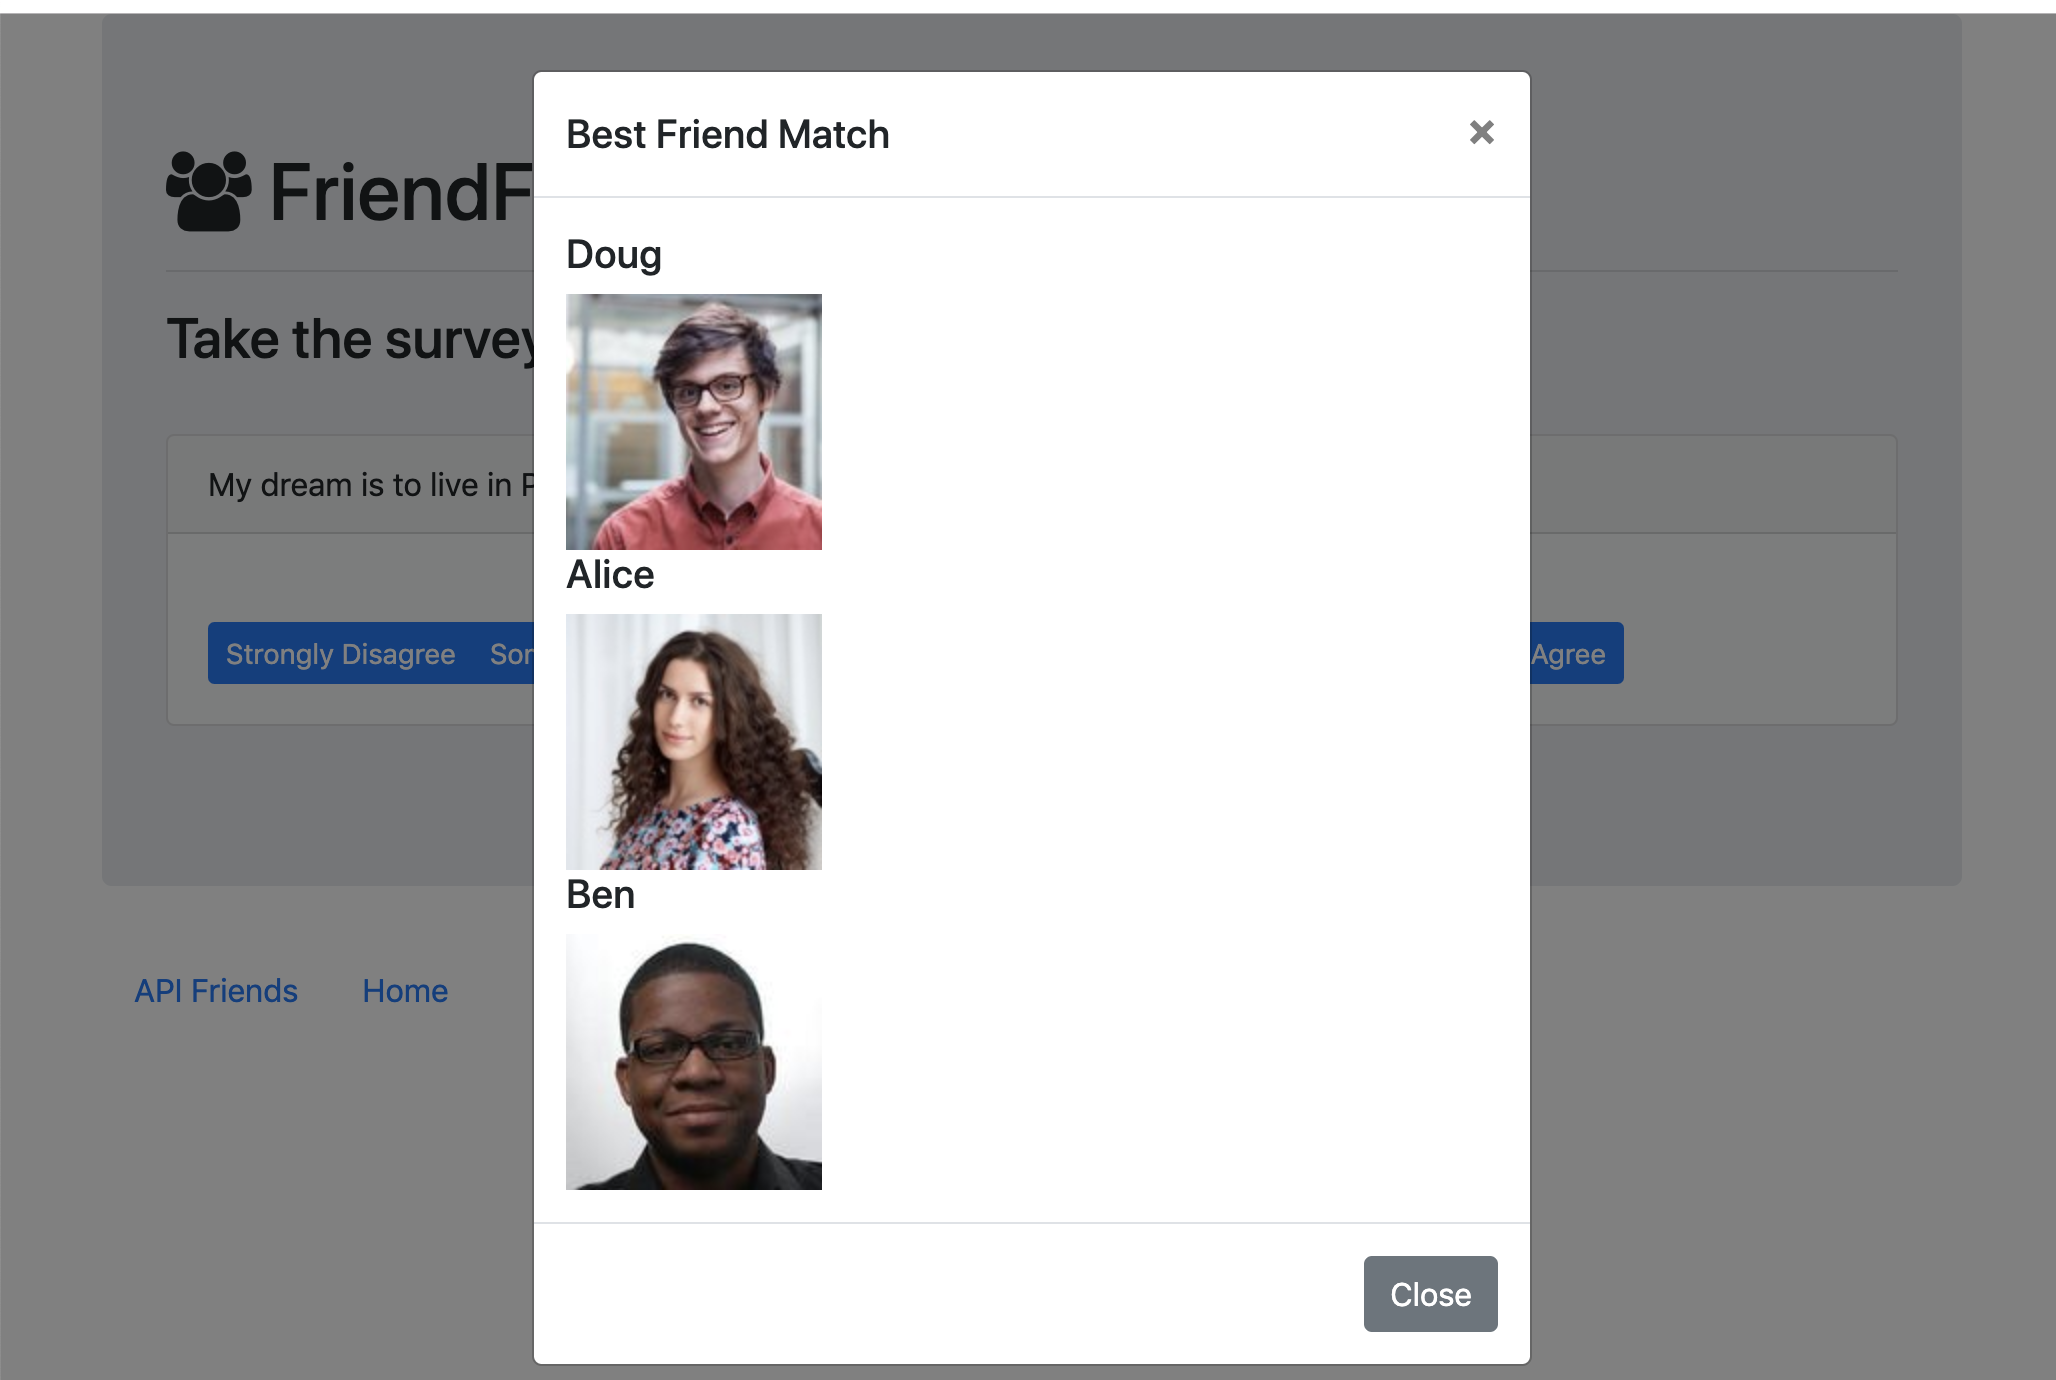 Best Friend Match
×
FriendF
Take the survey
Doug
My dream is to live in
Alice
Strongly Disagree
Agree
Ben
API Friends Home
Close